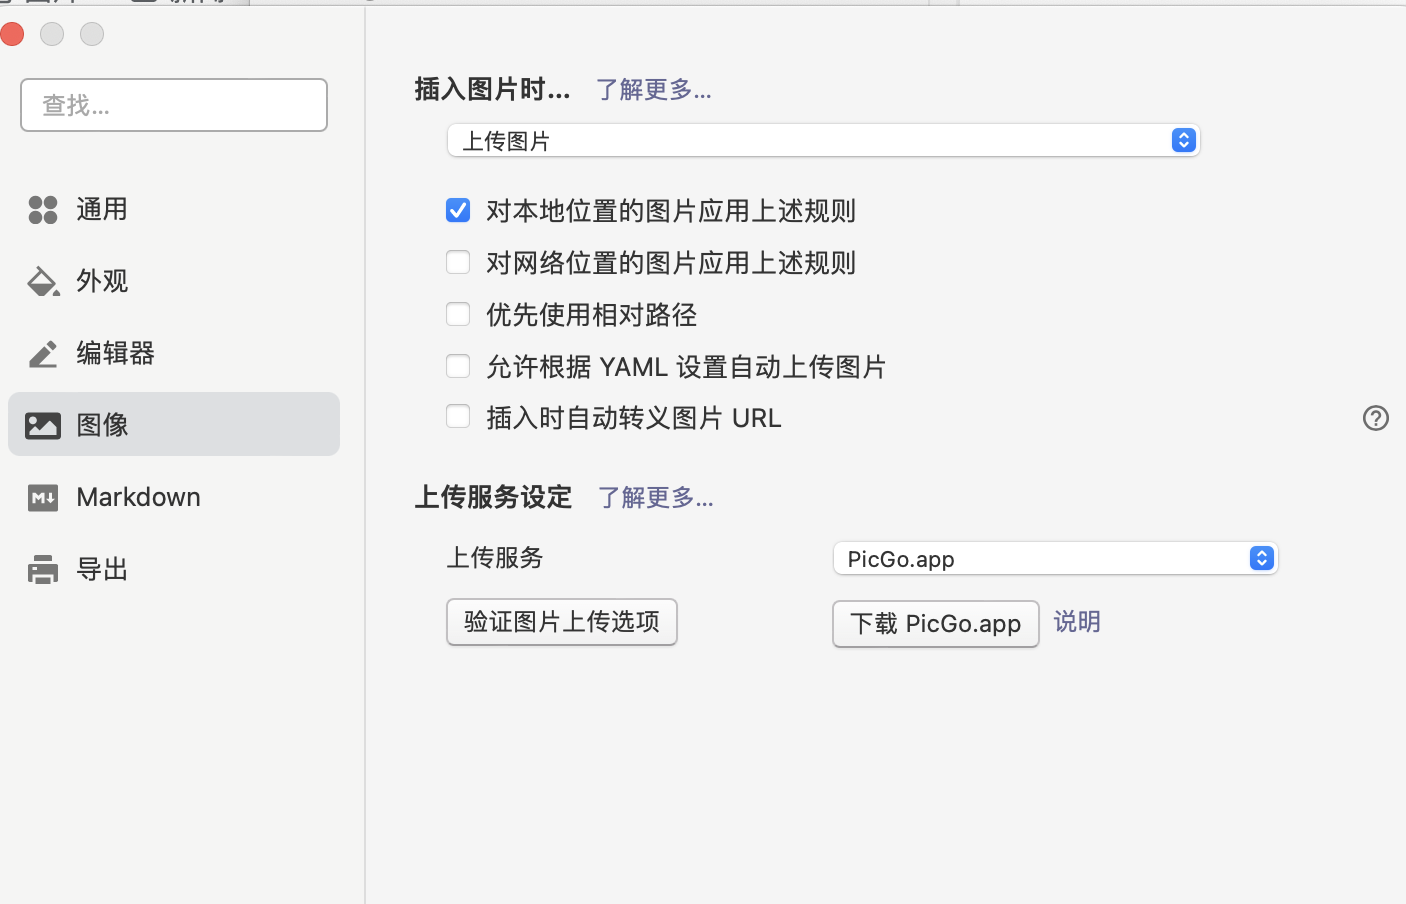 查找...
通用
外观
编辑器
图像
Markdown
导出
插入图片时... 了解更多...
上传图片
对本地位置的图片应用上述规则
对网络位置的图片应用上述规则
优先使用相对路径
允许根据 YAML 设置自动上传图片
插入时自动转义图片 URL
上传服务设定 了解更多...
上传服务 PicGo.app
验证图片上传选项 下载 PicGo.app 说明